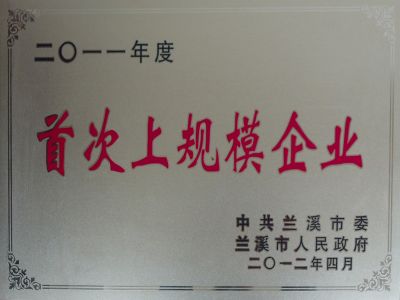 二〇一一年度
首次上规模企业
中共兰溪市委
兰溪市人民政府
二〇一二年四月